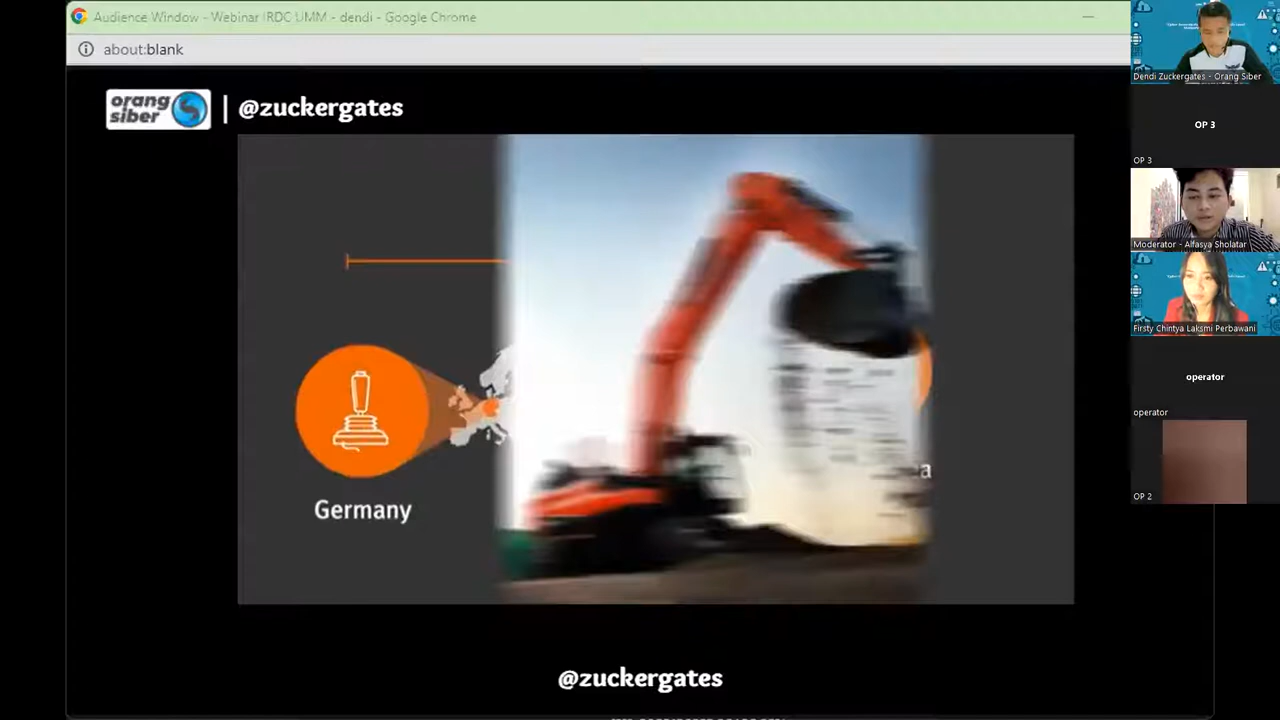 Audience Window - Webinar IRDC UMM - dendi - Google Chrome
about:blank
orang siber
| @zuckergates
Germany
a
@zuckergates
Dendi Zuckergates - Orang Siber
OP 3
OP 3
Moderator - Alfasya Sholatar
Firsty Chintya Laksmi Perbawani
operator
operator
OP 2